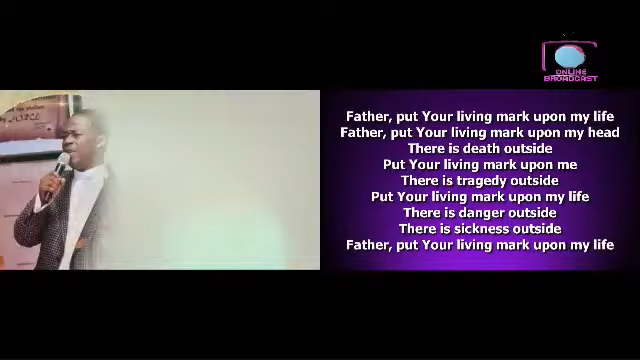 ONLINE
BROADCAST
VOICE
Father, put Your living mark upon my life
Father, put Your living mark upon my head
There is death outside
Put Your living mark upon me
There is tragedy outside
Put Your living mark upon my life
There is danger outside
There is sickness outside
Father, put Your living mark upon my life